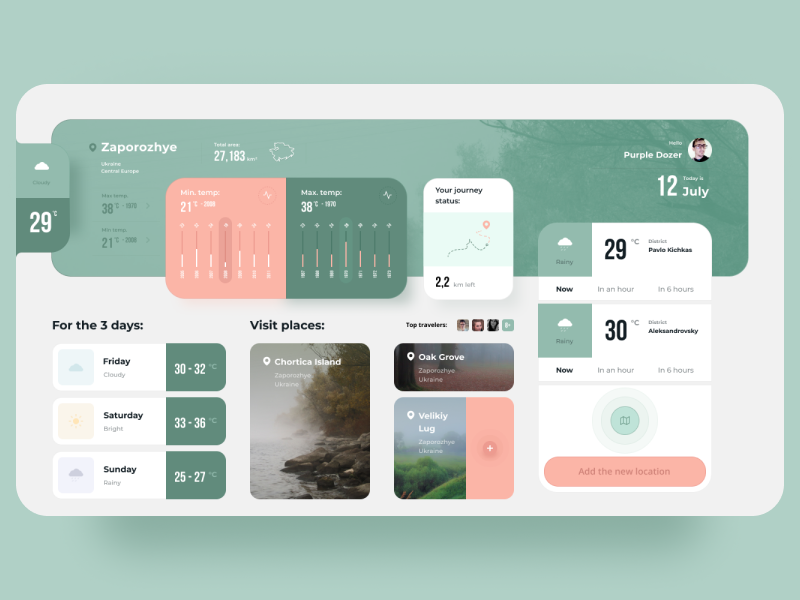 Zaporozhye
Ukraine
Central Europe
Total area:
27,183 km²
Hello
Purple Dozer
12 Today is
July
Cloudy
29 °C
Max temp:
38 °C - 1970
Min temp:
21 °C - 2008
Min. temp:
21 °C - 2008
Max. temp:
38 °C - 1970
Your journey
status:
2,2 km left
Rainy
29 °C
District
Pavlo Kichkas
Now In an hour In 6 hours
Rainy
30 °C
District
Aleksandrovsky
Now In an hour In 6 hours
Add the new location
For the 3 days:
Friday
Cloudy
30 - 32 °C
Saturday
Bright
33 - 36 °C
Sunday
Rainy
25 - 27 °C
Visit places:
Top travelers:
Chortica Island
Zaporozhye
Ukraine
Oak Grove
Zaporozhye
Ukraine
Velikiy
Lug
Zaporozhye
Ukraine
+